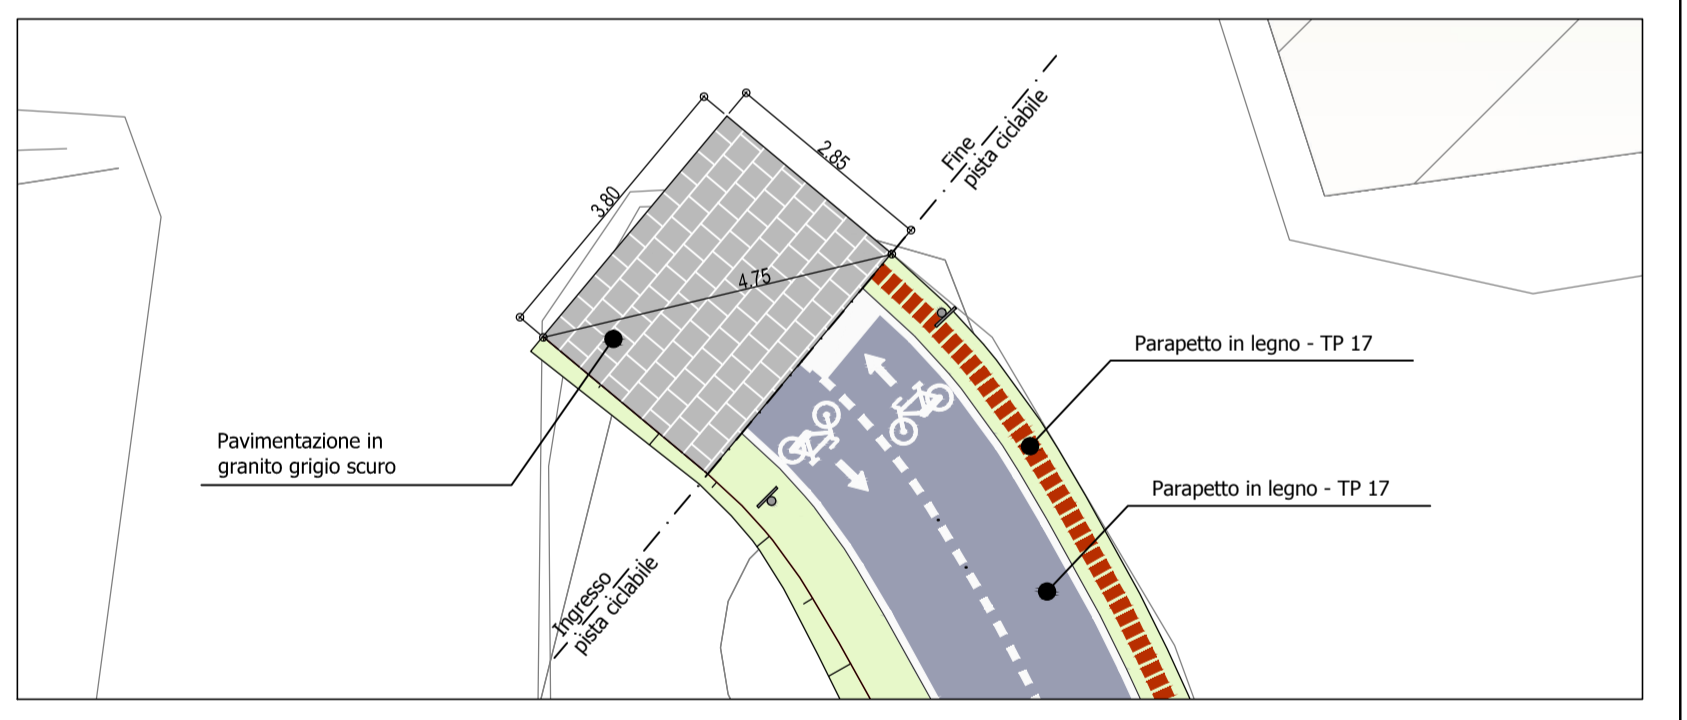 2.85
3.80
4.75
Fine
pista ciclabile
Parapetto in legno - TP 17
Pavimentazione in
granito grigio scuro
Parapetto in legno - TP 17
Ingresso
pista ciclabile